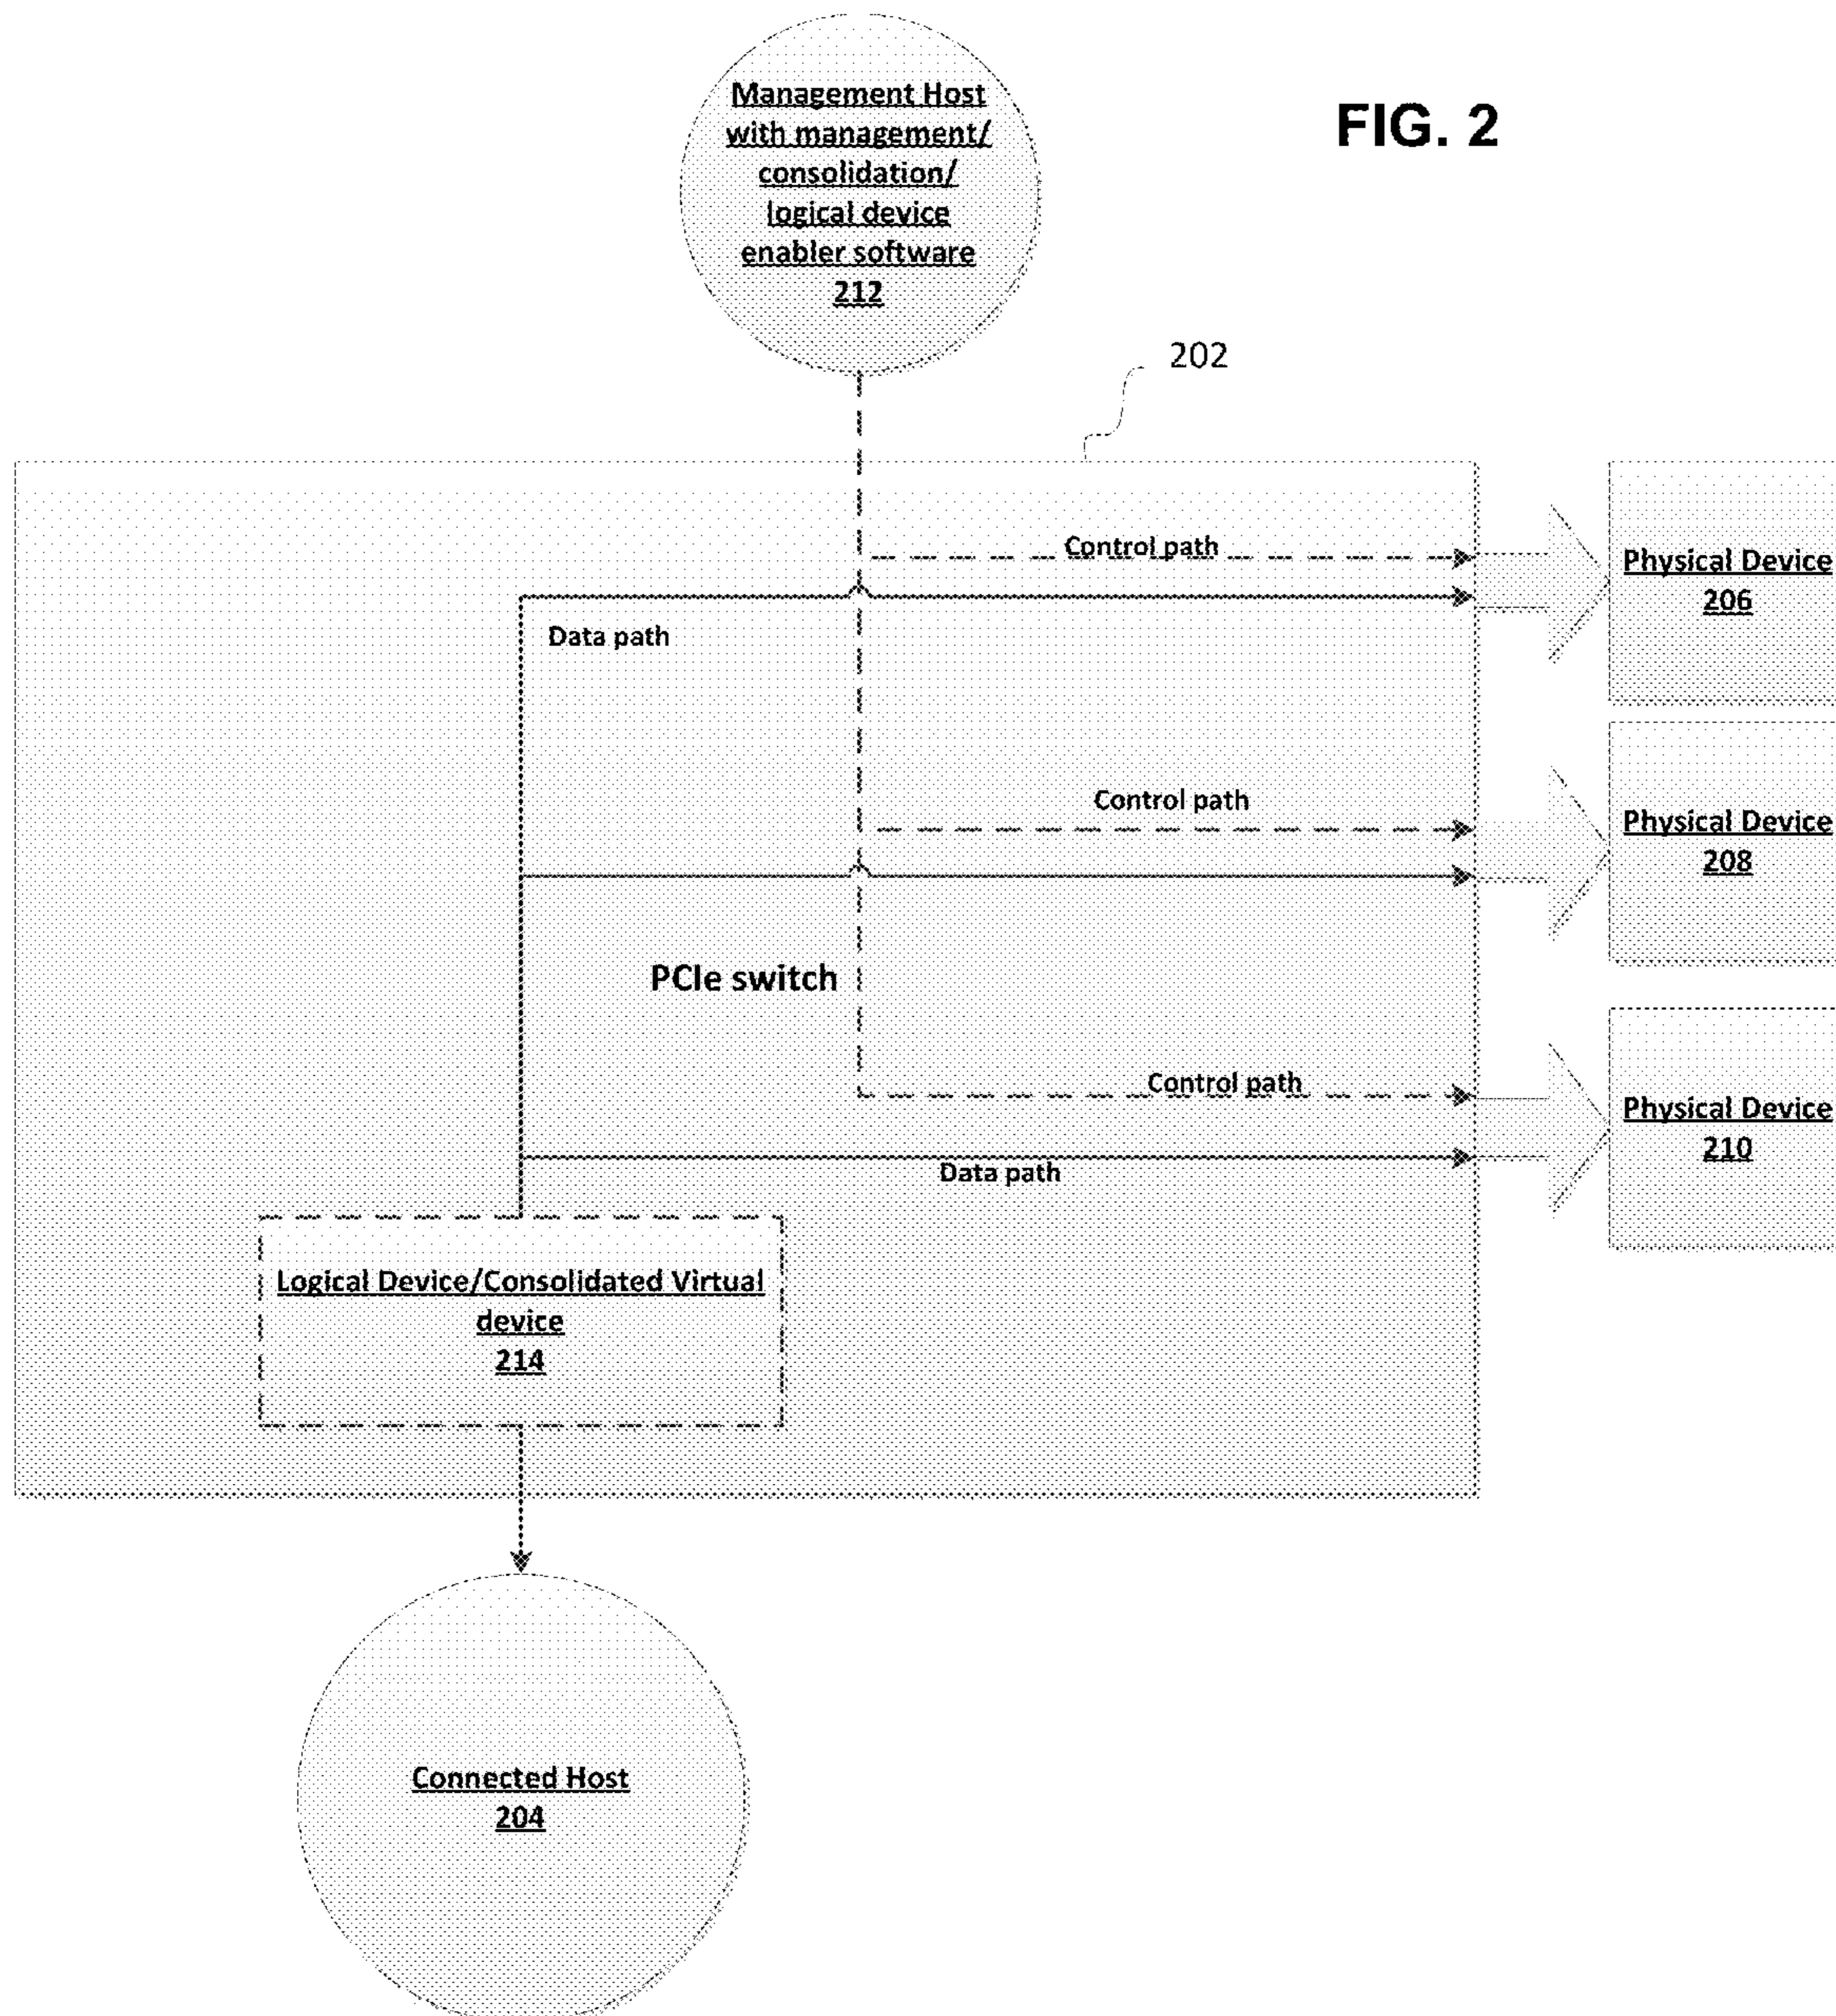 Management Host
with management/
consolidation/
logical device
enabler software
212
FIG. 2
202
Control path
Physical Device
206
Data path
Control path
Physical Device
208
PCIe switch
Control path
Physical Device
210
Data path
Logical Device/Consolidated Virtual
device
214
Connected Host
204